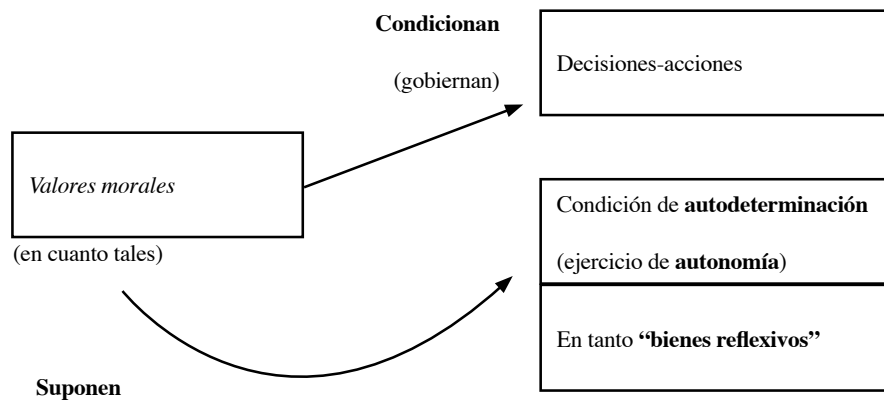 Condicionan
(gobiernan)
Decisiones-acciones
Valores morales
(en cuanto tales)
Condición de autodeterminación
(ejercicio de autonomía)
En tanto “bienes reflexivos”
Suponen